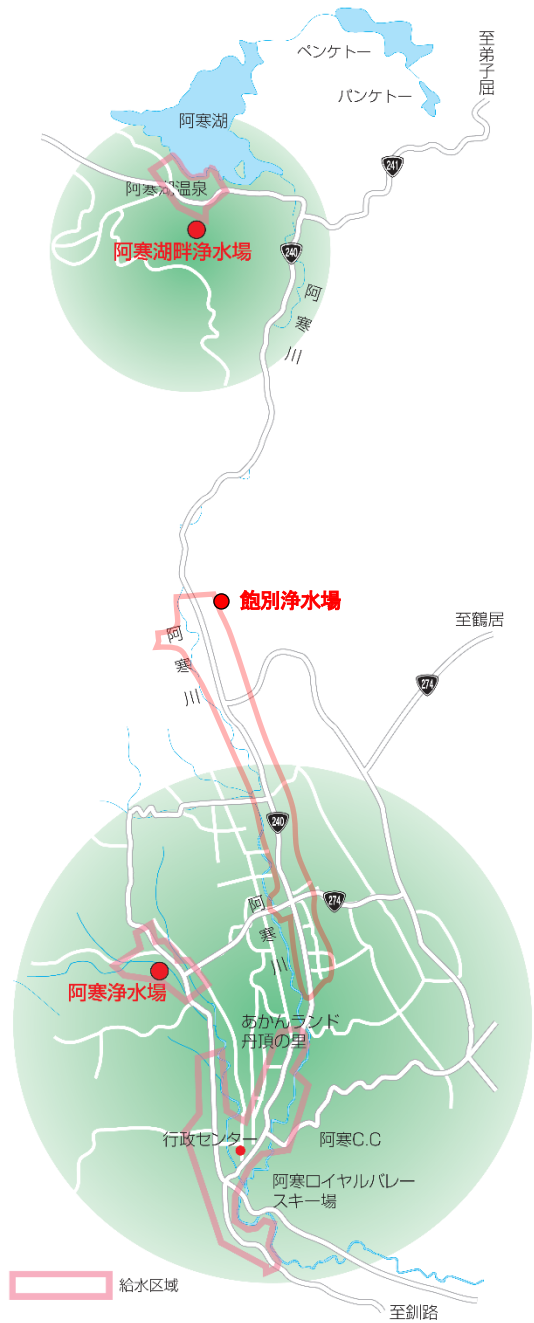 ペンケトー
至弟子屈
パンケトー
阿寒湖
241
阿寒湖温泉
阿寒湖畔浄水場
240
阿寒川
飽別浄水場
至鶴居
阿寒川
274
240
274
阿寒川
阿寒浄水場
あかんランド
丹頂の里
行政センター
阿寒C.C
阿寒ロイヤルバレー
スキー場
給水区域
至釧路